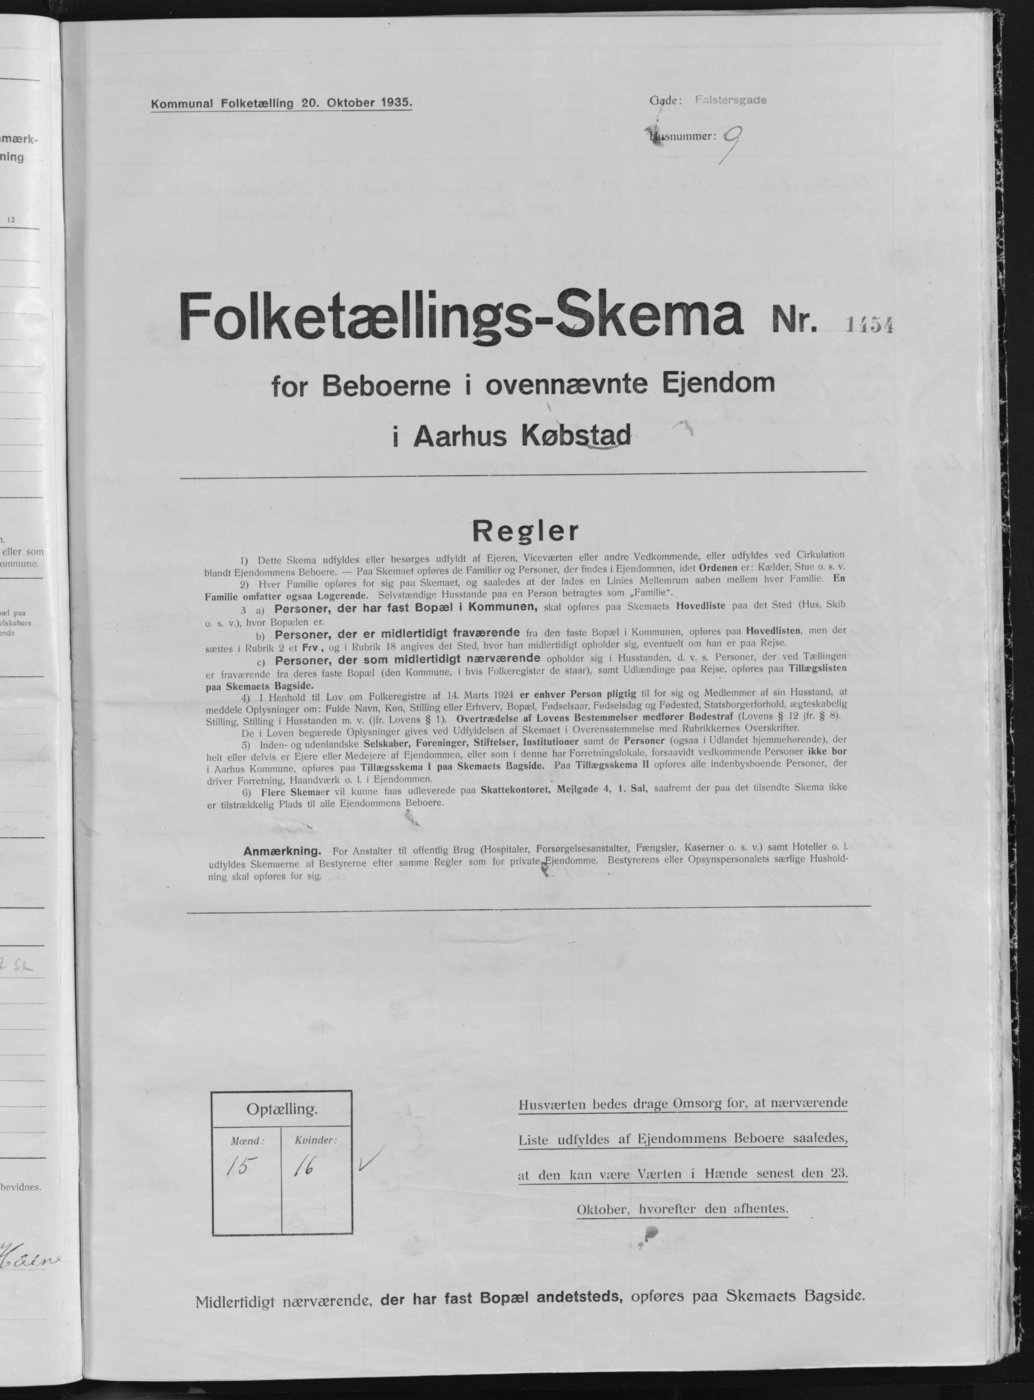 Kommunal Folketælling 20. Oktober 1935.
Gade: Falstersgade
Husnummer: 9
Folketællings-Skema Nr. 1454
for Beboerne i ovennævnte Ejendom
i Aarhus Købstad
Regler
1) Dette Skema udfyldes eller besørges udfyldt af Ejeren, Viceværten eller andre Vedkommende, eller udfyldes ved Cirkulation
blandt Ejendommens Beboere. — Paa Skemaet opføres de Familier og Personer, der findes i Ejendommen, idet Ordenen er: Kælder, Stue o. s. v.
2) Hver Familie opføres for sig paa Skemaet, og saaledes at der lades en Linies Mellemrum aaben mellem hver Familie. En
Familie omfatter ogsaa Logerende. Selvstændige Husstande paa en Person betragtes som „Familie".
3 a) Personer, der har fast Bopæl i Kommunen, skal opføres paa Skemaets Hovedliste paa det Sted (Hus, Skib
o. s. v.), hvor Bopælen er.
b) Personer, der er midlertidigt fraværende fra den faste Bopæl i Kommunen, opføres paa Hovedlisten, men der
sættes i Rubrik 2 et Frv., og i Rubrik 18 angives det Sted, hvor han midlertidigt opholder sig, eventuelt om han er paa Rejse.
c) Personer, der som midlertidigt nærværende opholder sig i Husstanden, d. v. s. Personer, der ved Tællingen
er fraværende fra deres faste Bopæl (den Kommune, i hvis Folkeregister de staar), samt Udlændinge paa Rejse, opføres paa Tillægslisten
paa Skemaets Bagside.
4) I Henhold til Lov om Folkeregistre af 14. Marts 1924 er enhver Person pligtig til for sig og Medlemmer af sin Husstand, at
meddele Oplysninger om: Fulde Navn, Køn, Stilling eller Erhverv, Bopæl, Fødselsaar, Fødselsdag og Fødested, Statsborgerforhold, ægteskabelig
Stilling, Stilling i Husstanden m. v. (jfr. Lovens § 1). Overtrædelse af Lovens Bestemmelser medfører Bødestraf (Lovens § 12 jfr. § 8).
De i Loven begærede Oplysninger gives ved Udfyldelsen af Skemaet i Overensstemmelse med Rubrikkernes Overskrifter.
5) Inden- og udenlandske Selskaber, Foreninger, Stiftelser, Institutioner samt de Personer (ogsaa i Udlandet hjemmehørende), der
helt eller delvis er Ejere eller Medejere af Ejendommen, eller som i denne har Forretningslokale, forsaavidt vedkommende Personer ikke bor
i Aarhus Kommune, opføres paa Tillægsskema I paa Skemaets Bagside. Paa Tillægsskema II opføres alle indenbysboende Personer, der
driver Forretning, Haandværk o. l. i Ejendommen.
6) Flere Skemaer vil kunne faas udleverede paa Skattekontoret, Mejlgade 4, 1. Sal, saafremt der paa det tilsendte Skema ikke
er tilstrækkelig Plads til alle Ejendommens Beboere.
Anmærkning. For Anstalter til offentlig Brug (Hospitaler, Forsørgelsesanstalter, Fængsler, Kaserner o. s. v.) samt Hoteller o. l.
udfyldes Skemaerne af Bestyrerne efter samme Regler som for private Ejendomme. Bestyrerens eller Opsynspersonalets særlige Hushold-
ning skal opføres for sig.
Optælling.
Mænd: Kvinder:
15 16
Husværten bedes drage Omsorg for, at nærværende
Liste udfyldes af Ejendommens Beboere saaledes,
at den kan være Værten i Hænde senest den 23.
Oktober, hvorefter den afhentes.
Midlertidigt nærværende, der har fast Bopæl andetsteds, opføres paa Skemaets Bagside.